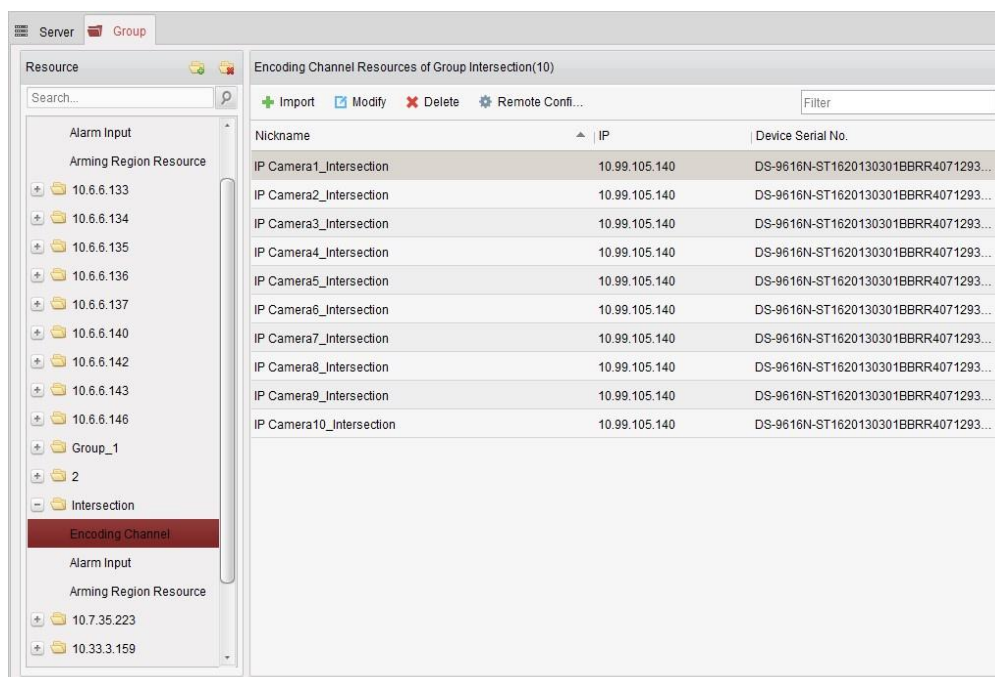 Server Group
Resource
Search...
Alarm Input
Arming Region Resource
10.6.6.133
10.6.6.134
10.6.6.135
10.6.6.136
10.6.6.137
10.6.6.140
10.6.6.142
10.6.6.143
10.6.6.146
Group_1
2
Intersection
Encoding Channel
Alarm Input
Arming Region Resource
10.7.35.223
10.33.3.159
Encoding Channel Resources of Group Intersection(10)
Import Modify Delete Remote Confi... Filter
Nickname IP Device Serial No.
IP Camera1_Intersection 10.99.105.140 DS-9616N-ST1620130301BBRR4071293...
IP Camera2_Intersection 10.99.105.140 DS-9616N-ST1620130301BBRR4071293...
IP Camera3_Intersection 10.99.105.140 DS-9616N-ST1620130301BBRR4071293...
IP Camera4_Intersection 10.99.105.140 DS-9616N-ST1620130301BBRR4071293...
IP Camera5_Intersection 10.99.105.140 DS-9616N-ST1620130301BBRR4071293...
IP Camera6_Intersection 10.99.105.140 DS-9616N-ST1620130301BBRR4071293...
IP Camera7_Intersection 10.99.105.140 DS-9616N-ST1620130301BBRR4071293...
IP Camera8_Intersection 10.99.105.140 DS-9616N-ST1620130301BBRR4071293...
IP Camera9_Intersection 10.99.105.140 DS-9616N-ST1620130301BBRR4071293...
IP Camera10_Intersection 10.99.105.140 DS-9616N-ST1620130301BBRR4071293...